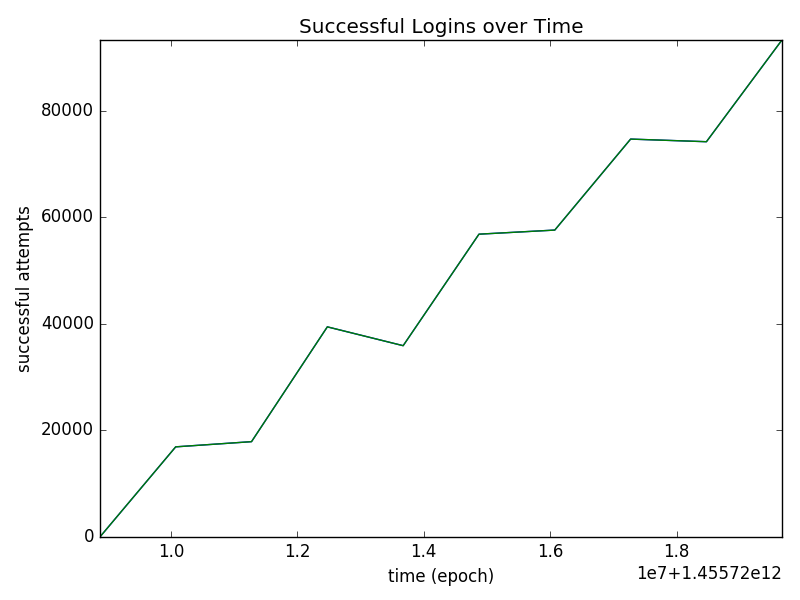 Successful Logins over Time
80000
60000
40000
20000
0
successful attempts
1.0 1.2 1.4 1.6 1.8
time (epoch)
1e7+1.45572e12